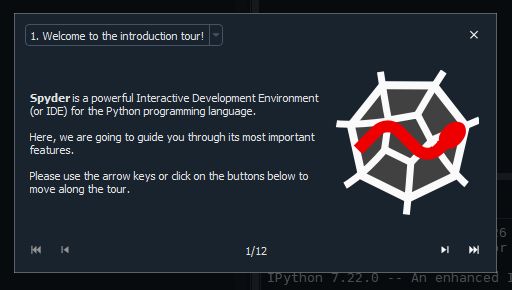 1. Welcome to the introduction tour!
Spyder is a powerful Interactive Development Environment
(or IDE) for the Python programming language.
Here, we are going to guide you through its most important
features.
Please use the arrow keys or click on the buttons below to
move along the tour.
1/12
26
or
IPython 7.22.0 -- An enhanced I